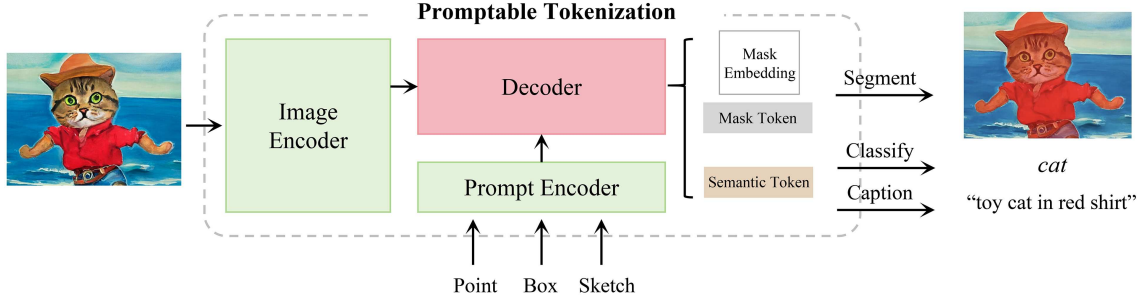 Promptable Tokenization
Image
Encoder
Decoder
Prompt Encoder
Mask
Embedding
Mask Token
Semantic Token
Segment
Classify
Caption
cat
“toy cat in red shirt”
Point
Box
Sketch